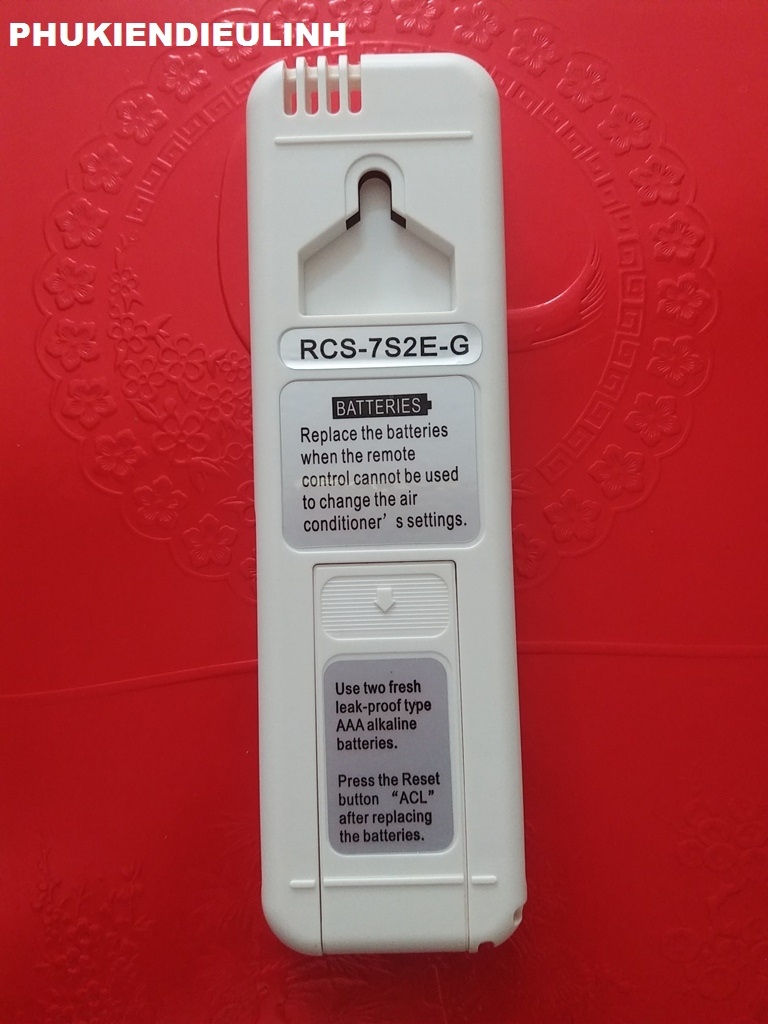 PHUKIENDIEULINH
RCS-7S2E-G
BATTERIES
Replace the batteries
when the remote
control cannot be used
to change the air
conditioner's settings.
Use two fresh
leak-proof type
AAA alkaline
batteries.
Press the Reset
button “ACL”
after replacing
the batteries.